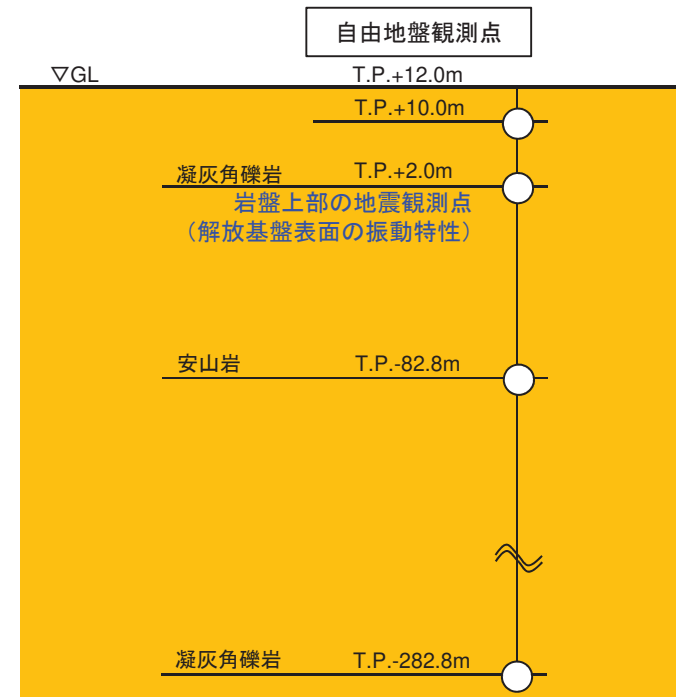 自由地盤観測点
▽GL T.P.+12.0m
T.P.+10.0m
凝灰角礫岩 T.P.+2.0m
岩盤上部の地震観測点
（解放基盤表面の振動特性）
安山岩 T.P.-82.8m
凝灰角礫岩 T.P.-282.8m